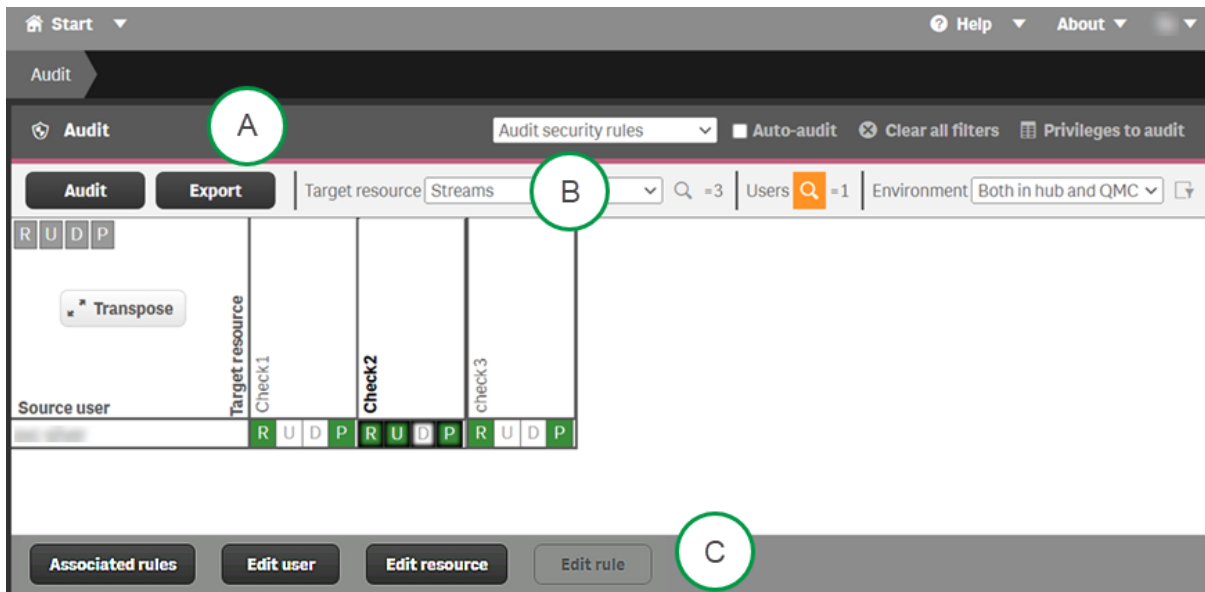 Start Help About
Audit
Audit A Audit security rules Auto-audit Clear all filters Privileges to audit
Audit Export Target resource Streams B =3 Users =1 Environment Both in hub and QMC
R U D P
Transpose
Target resource
Check1
Check2
check3
Source user
R U D P R U D P R U D P
Associated rules Edit user Edit resource Edit rule C